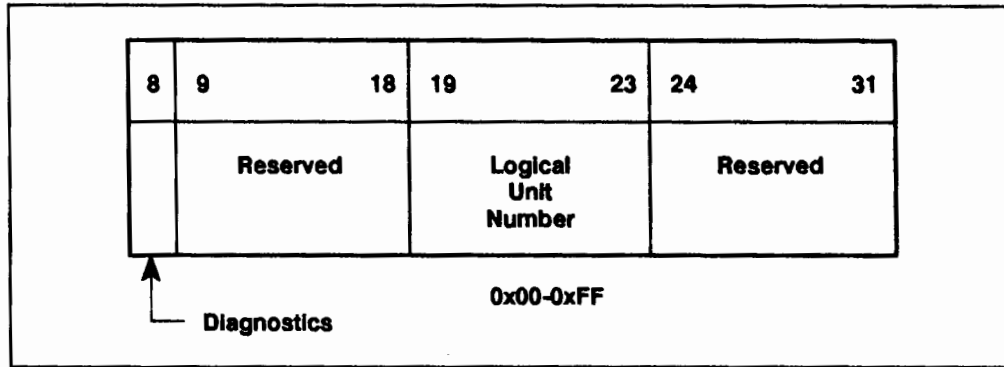 8 9 18 19 23 24 31
Reserved Logical Reserved
Unit
Number
0x00-0xFF
Diagnostics